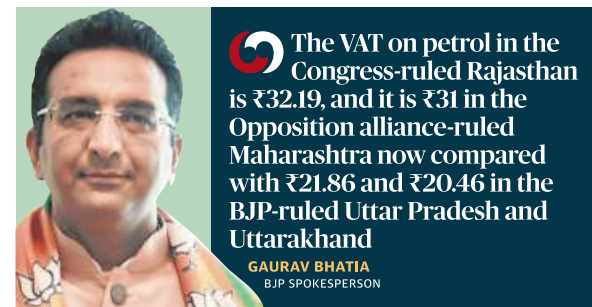 The VAT on petrol in the
Congress-ruled Rajasthan
is ₹32.19, and it is ₹31 in the
Opposition alliance-ruled
Maharashtra now compared
with ₹21.86 and ₹20.46 in the
BJP-ruled Uttar Pradesh and
Uttarakhand
GAURAV BHATIA
BJP SPOKESPERSON